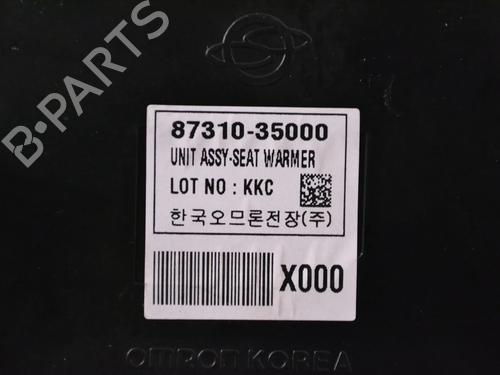 B-PARTS
87310-35000
UNIT ASSY-SEAT WARMER
LOT NO : KKC
한국오므론전장(주)
X000
OMRON KOREA